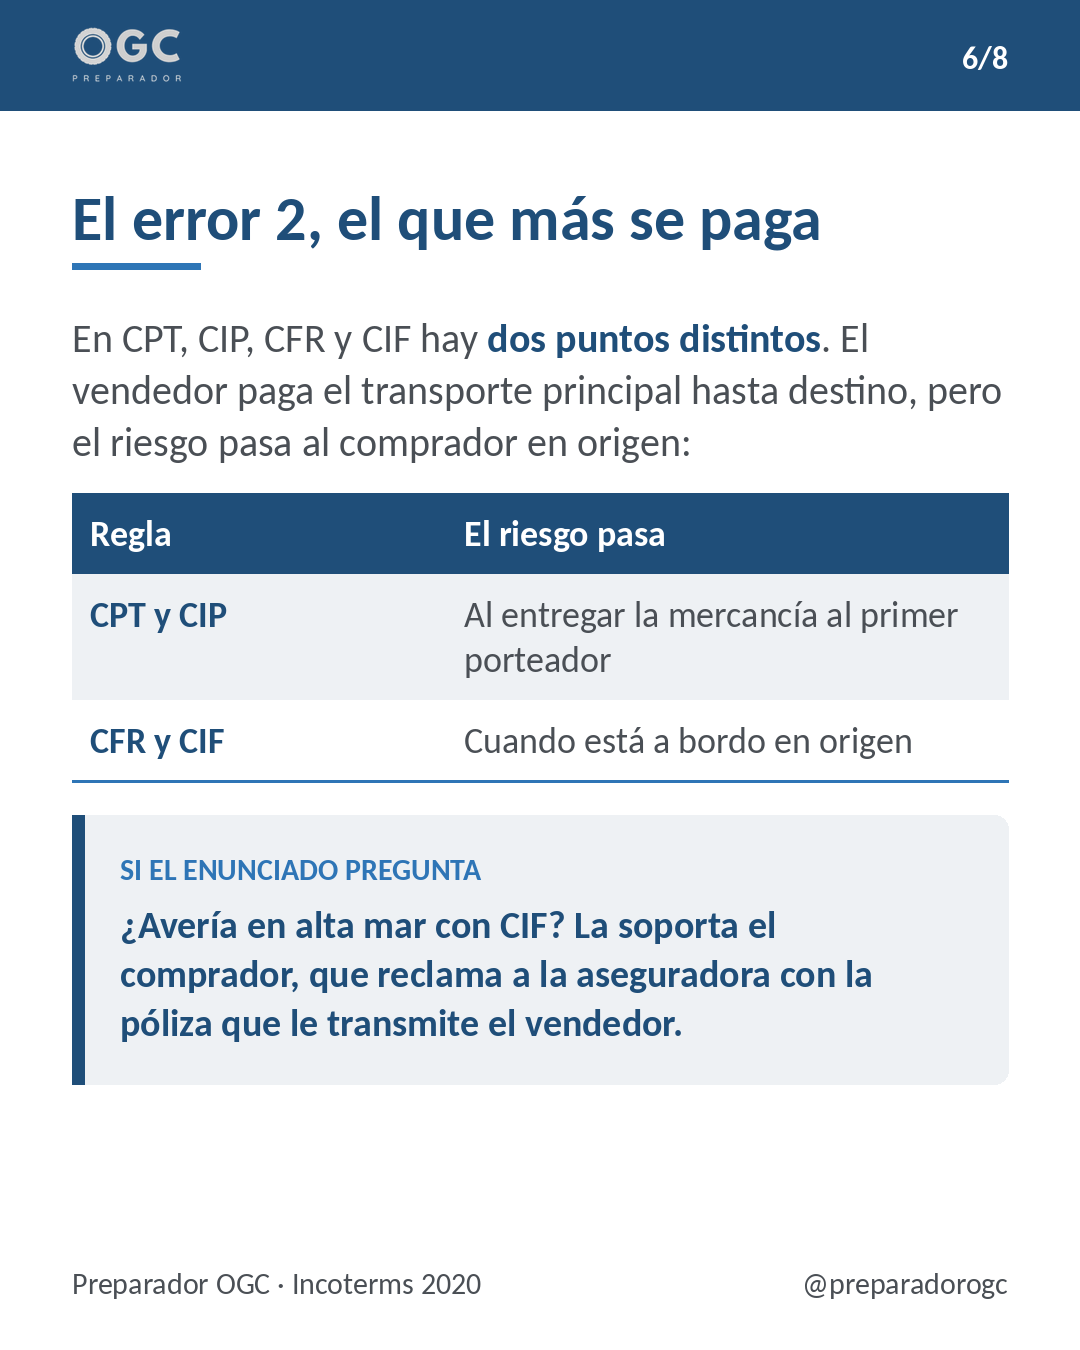 OGC
PREPARADOR
6/8
El error 2, el que más se paga
En CPT, CIP, CFR y CIF hay dos puntos distintos. El
vendedor paga el transporte principal hasta destino, pero
el riesgo pasa al comprador en origen:
Regla El riesgo pasa
CPT y CIP Al entregar la mercancía al primer
porteador
CFR y CIF Cuando está a bordo en origen
SI EL ENUNCIADO PREGUNTA
¿Avería en alta mar con CIF? La soporta el
comprador, que reclama a la aseguradora con la
póliza que le transmite el vendedor.
Preparador OGC · Incoterms 2020 @preparadorogc